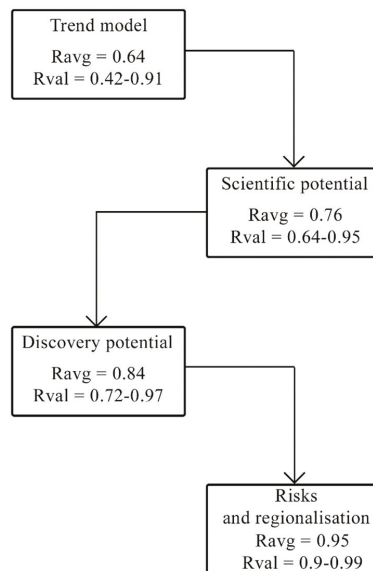 Trend model
Ravg = 0.64
Rval = 0.42-0.91
Scientific potential
Ravg = 0.76
Rval = 0.64-0.95
Discovery potential
Ravg = 0.84
Rval = 0.72-0.97
Risks
and regionalisation
Ravg = 0.95
Rval = 0.9-0.99